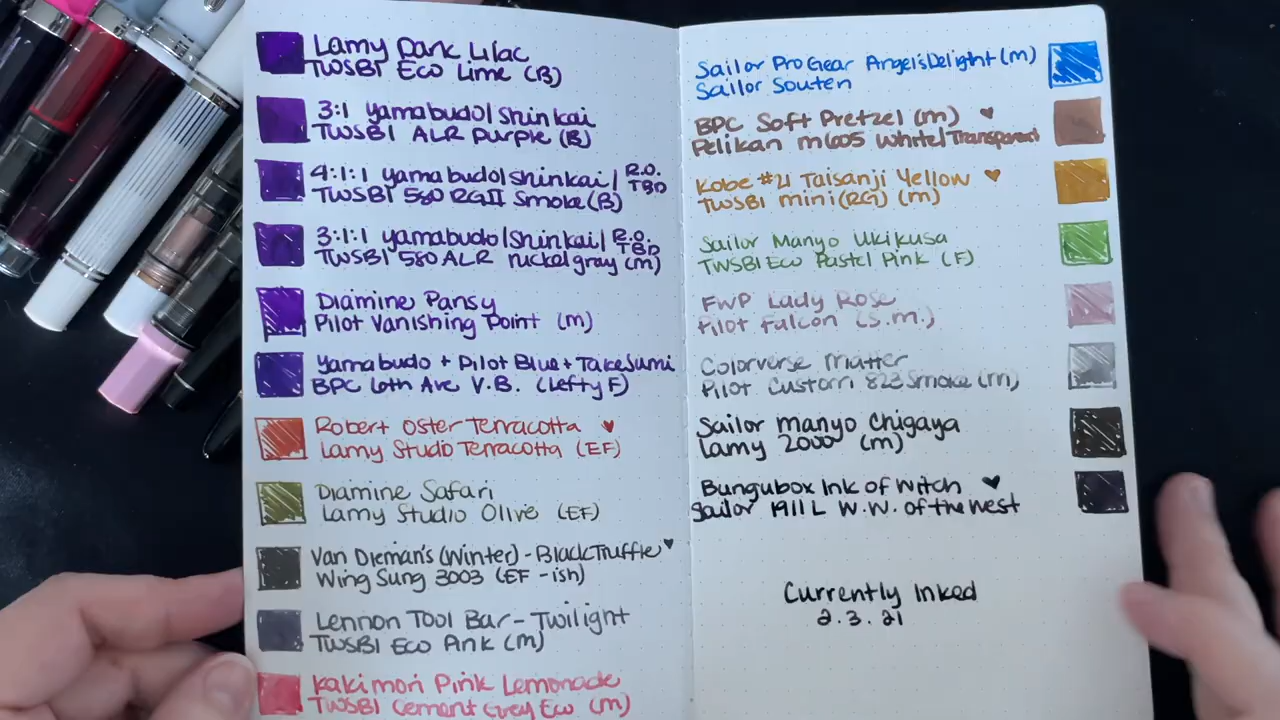 Lamy Dark Lilac
TWSBI Eco Lime (B)
3:1 yamabudo/shinkai
TWSBI ALR purple (B)
4:1:1 yamabudo/shinkai/ R.O. TBD
TWSBI 580 RGII Smoke (B)
3:1:1 yamabudo/shinkai/ R.O. TBD
TWSBI 580 ALR nickel gray (m)
Diamine Pansy
Pilot Vanishing Point (m)
Yamabudo + Pilot Blue + Takesumi
BPC 6th Ave V.B. (Lefty F)
Robert Oster Terracotta ♥
Lamy Studio Terracotta (EF)
Diamine Safari
Lamy Studio Olive (EF)
Van Dieman's (Winter) - Black Truffle ♥
Wing Sung 3003 (EF-ish)
Lennon Tool Bar - Twilight
TWSBI Eco Ank (M)
Kakimori Pink Lemonade
TWSBI Cement Grey Eco (m)
Sailor Pro Gear Angel's Delight (m)
Sailor Souten
BPC Soft Pretzel (m) ♥
Pelikan m605 White/Transparent
Kobe #21 Taisanji Yellow ♥
TWSBI mini (RG) (m)
Sailor Manyo Ukikusa
TWSBI Eco Pastel Pink (F)
FWP Lady Rose
Pilot Falcon (S.m.)
Colorverse Matter
Pilot Custom 823 Smoke (m)
Sailor manyo Chigaya
Lamy 2000 (m)
Bungubox Ink of Witch ♥
Sailor 1911L W.W. of the West
Currently Inked
2.3.21